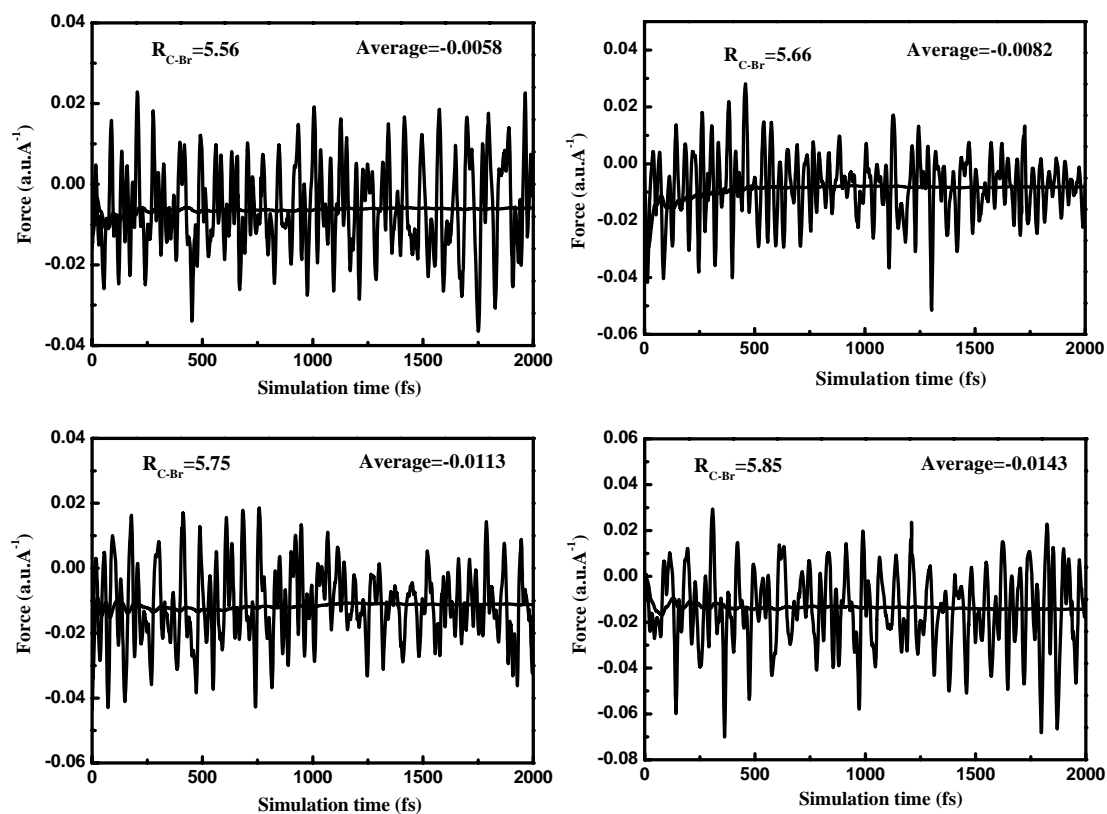 0.04
0.02
0.00
-0.02
-0.04
Force (a.u.A⁻¹)
R_C-Br=5.56
Average=-0.0058
0
500
1000
1500
2000
Simulation time (fs)
0.04
0.02
0.00
-0.02
-0.04
-0.06
Force (a.u.A⁻¹)
R_C-Br=5.66
Average=-0.0082
0
500
1000
1500
2000
Simulation time (fs)
0.04
0.02
0.00
-0.02
-0.04
-0.06
Force (a.u.A⁻¹)
R_C-Br=5.75
Average=-0.0113
0
500
1000
1500
2000
Simulation time (fs)
0.06
0.04
0.02
0.00
-0.02
-0.04
-0.06
-0.08
Force (a.u.A⁻¹)
R_C-Br=5.85
Average=-0.0143
0
500
1000
1500
2000
Simulation time (fs)